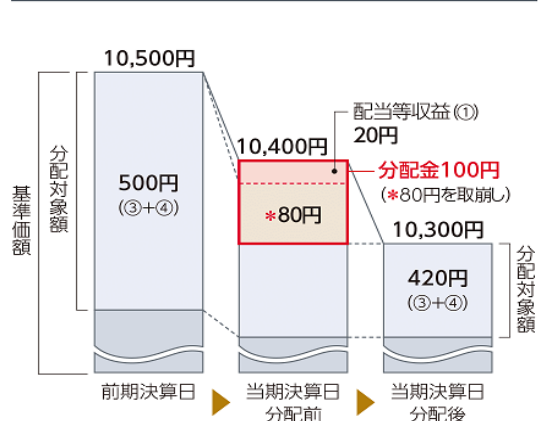 10,500円
配当等収益(①)
20円
10,400円
分配金100円
(*80円を取崩し)
基準価額
分配対象額
500円
(③+④)
*80円
10,300円
420円
(③+④)
分配対象額
前期決算日
当期決算日
分配前
当期決算日
分配後